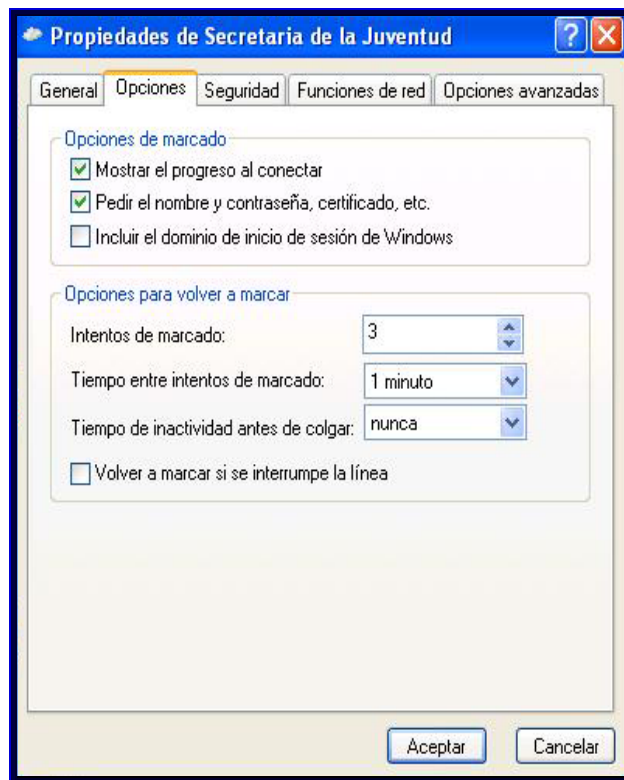 Propiedades de Secretaria de la Juventud
General Opciones Seguridad Funciones de red Opciones avanzadas
Opciones de marcado
Mostrar el progreso al conectar
Pedir el nombre y contraseña, certificado, etc.
Incluir el dominio de inicio de sesión de Windows
Opciones para volver a marcar
Intentos de marcado: 3
Tiempo entre intentos de marcado: 1 minuto
Tiempo de inactividad antes de colgar: nunca
Volver a marcar si se interrumpe la línea
Aceptar Cancelar